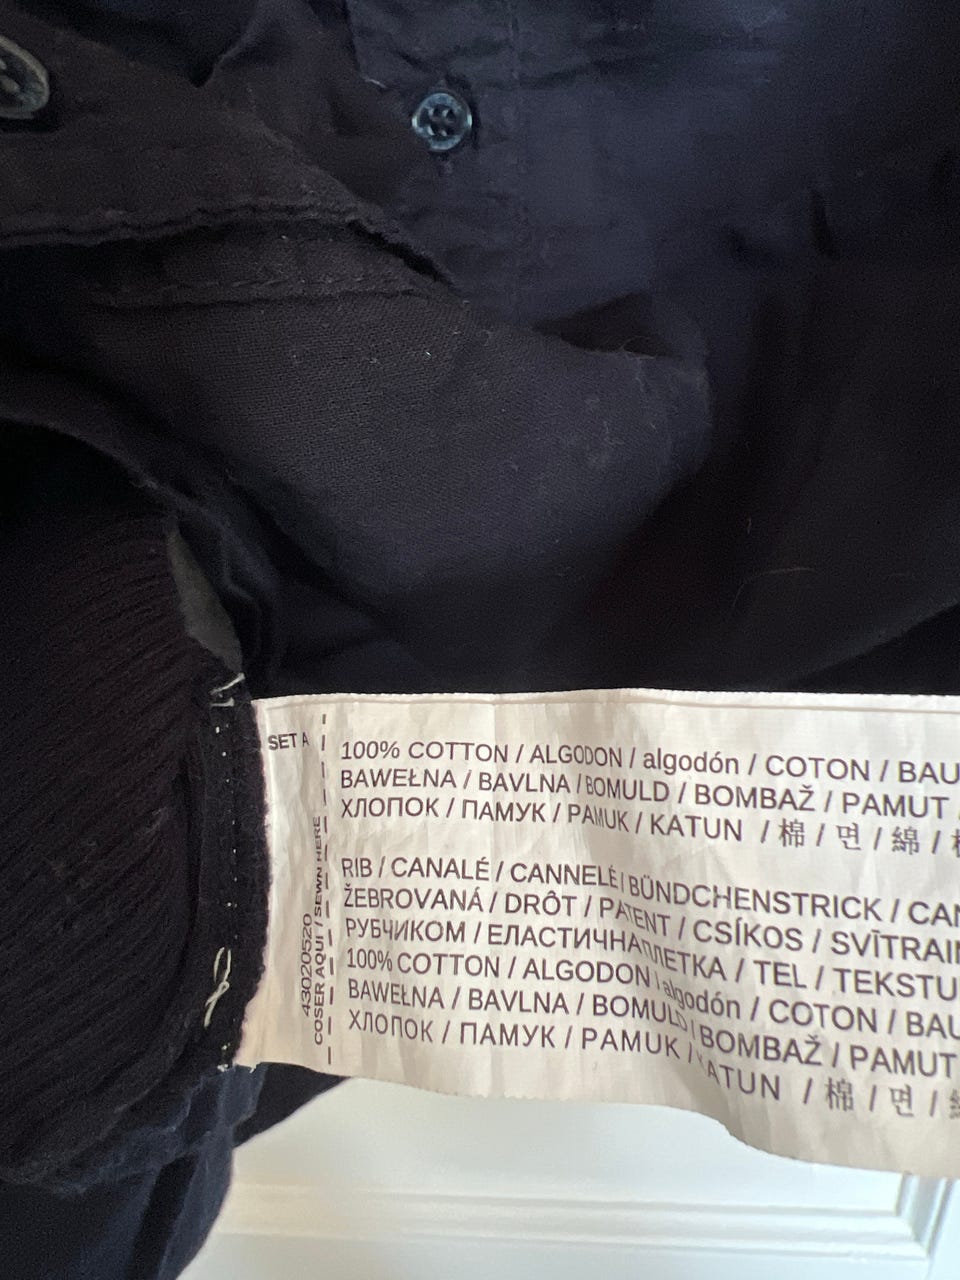 SET A
100% COTTON / ALGODON / algodón / COTON / BAU
BAWEŁNA / BAVLNA / BOMULD / BOMBAŽ / PAMUT /
ХЛОПОК / ПАМУК / PAMUK / KATUN / 棉 / 면 / 綿 /
RIB / CANALÉ / CANNELÉ / BÜNDCHENSTRICK / CAN
ŽEBROVANÁ / DRÔT / PATENT / CSÍKOS / SVĪTRAIN
РУБЧИКОМ / ЕЛАСТИЧНА ПЛЕТКА / TEL / TEKSTU
100% COTTON / ALGODON / algodón / COTON / BAU
BAWEŁNA / BAVLNA / BOMULD / BOMBAŽ / PAMUT
ХЛОПОК / ПАМУК / PAMUK / KATUN / 棉 / 면 /
43020520
COSER AQUI / SEWN HERE